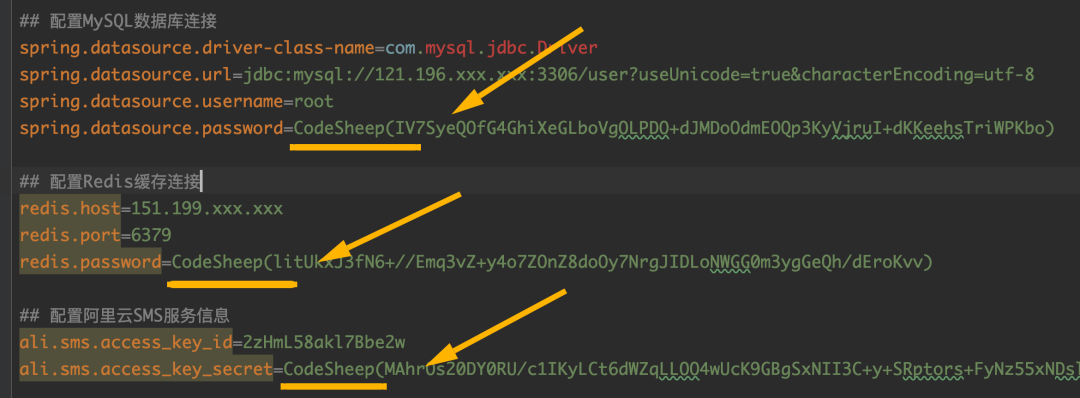 ## 配置MySQL数据库连接
spring.datasource.driver-class-name=com.mysql.jdbc.Driver
spring.datasource.url=jdbc:mysql://121.196.xxx.xxx:3306/user?useUnicode=true&characterEncoding=utf-8
spring.datasource.username=root
spring.datasource.password=CodeSheep(IV7SyeQOfG4GhiXeGLboVgOLPDO+dJMDoOdmEOQp3KyVjruI+dKKeehsTriWPKbo)
## 配置Redis缓存连接
redis.host=151.199.xxx.xxx
redis.port=6379
redis.password=CodeSheep(litUkxJ3fN6+//Emq3vZ+y4o7ZOnZ8doOy7NrgJIDLoNWGG0m3ygGeQh/dEroKvv)
## 配置阿里云SMS服务信息
ali.sms.access_key_id=2zHmL58akl7Bbe2w
ali.sms.access_key_secret=CodeSheep(MAhrOs20DY0RU/c1IKyLCt6dWZqLLOO4wUcK9GBgSxNII3C+y+SRptors+FyNz55xNDsl